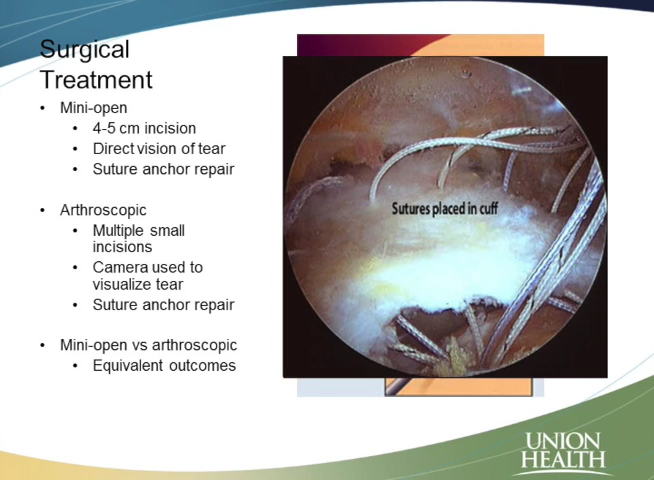 Surgical
Treatment
• Mini-open
• 4-5 cm incision
• Direct vision of tear
• Suture anchor repair
• Arthroscopic
• Multiple small
incisions
• Camera used to
visualize tear
• Suture anchor repair
• Mini-open vs arthroscopic
• Equivalent outcomes
Sutures placed in cuff
UNION
HEALTH